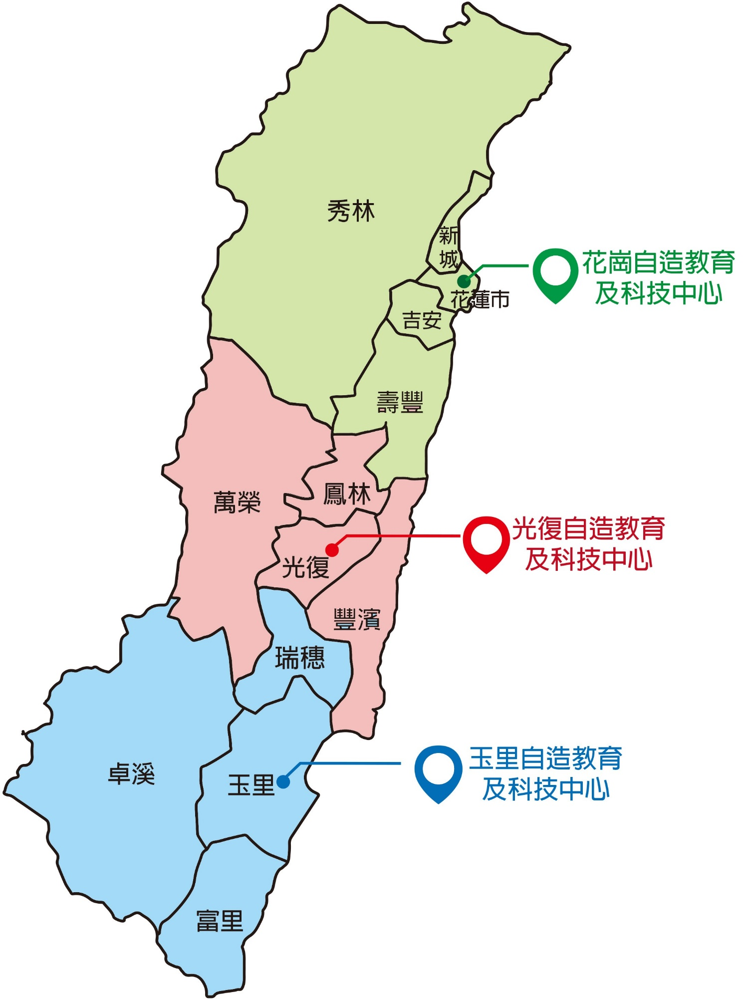 秀林
新
城
花崗自造教育
及科技中心
花蓮市
吉安
壽豐
鳳林
萬榮
光復自造教育
及科技中心
光復
豐濱
瑞穗
玉里自造教育
及科技中心
卓溪
玉里
富里